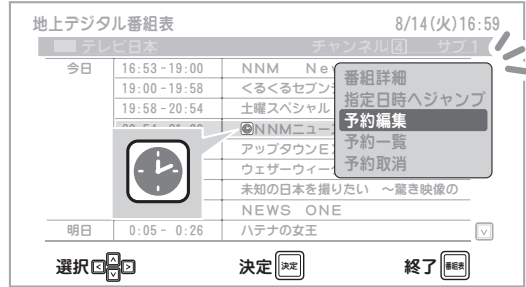 地上デジタル番組表 8/14(火)16:59
テレビ日本 チャンネル4 サブ1
今日 16:53-19:00 NNM Ne
19:00-19:58 くるくるセブン
19:58-20:54 土曜スペシャル
NNMニュー
アップタウンE
ウェザーウィー
未知の日本を撮りたい ~驚き映像の
NEWS ONE
明日 0:05- 0:26 ハテナの女王
番組詳細
指定日時へジャンプ
予約編集
予約一覧
予約取消
選択 決定 決定 終了 番組表